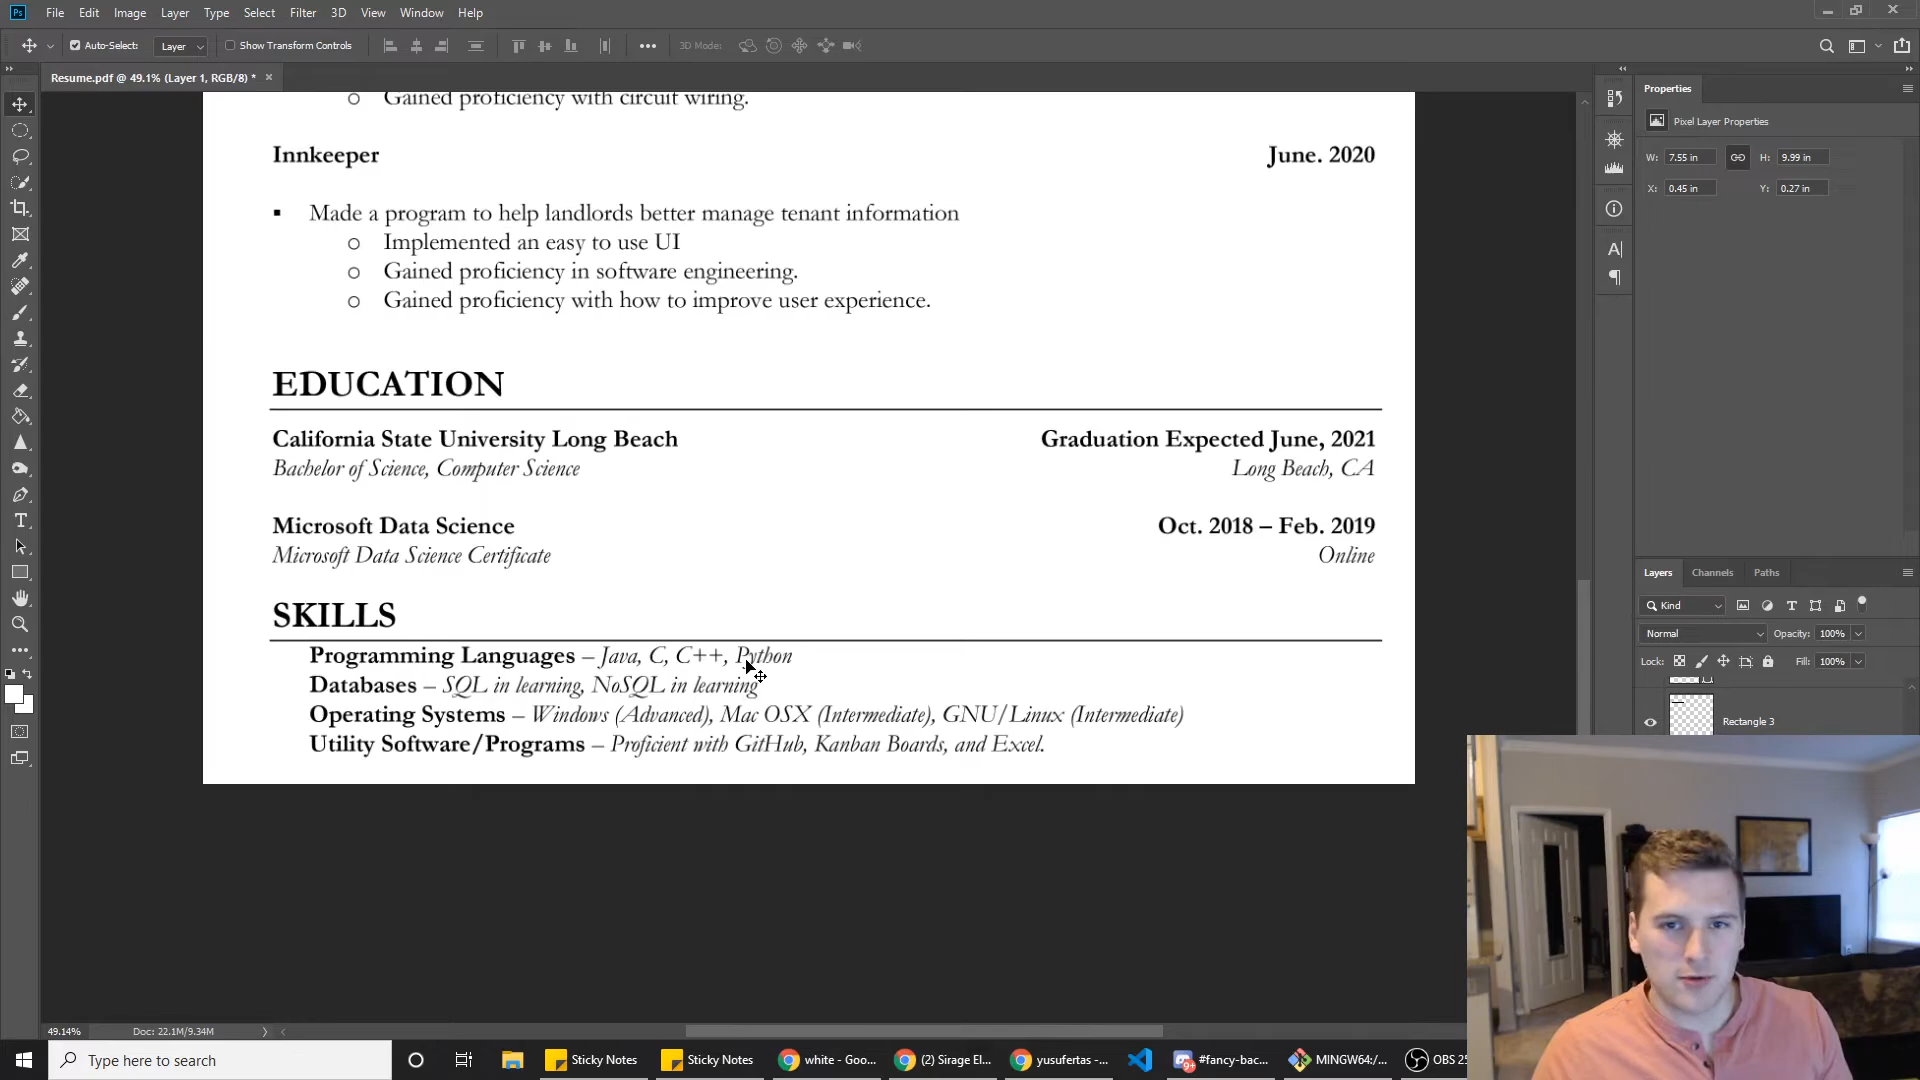 Ps File Edit Image Layer Type Select Filter 3D View Window Help
Auto-Select: Layer Show Transform Controls 3D Mode:
Resume.pdf @ 49.1% (Layer 1, RGB/8) *
Gained proficiency with circuit wiring.
Innkeeper June. 2020
Made a program to help landlords better manage tenant information
Implemented an easy to use UI
Gained proficiency in software engineering.
Gained proficiency with how to improve user experience.
EDUCATION
California State University Long Beach Graduation Expected June, 2021
Bachelor of Science, Computer Science Long Beach, CA
Microsoft Data Science Oct. 2018 – Feb. 2019
Microsoft Data Science Certificate Online
SKILLS
Programming Languages – Java, C, C++, Python
Databases – SQL in learning, NoSQL in learning
Operating Systems – Windows (Advanced), Mac OSX (Intermediate), GNU/Linux (Intermediate)
Utility Software/Programs – Proficient with GitHub, Kanban Boards, and Excel.
Properties
Pixel Layer Properties
W: 7.55 in H: 9.99 in
X: 0.45 in Y: 0.27 in
Layers Channels Paths
Kind
Normal Opacity: 100%
Lock: Fill: 100%
Rectangle 3
49.14% Doc: 22.1M/9.34M
Type here to search Sticky Notes Sticky Notes white - Goo... (2) Sirage El... yusufertas -... #fancy-bac... MINGW64:/... OBS 25